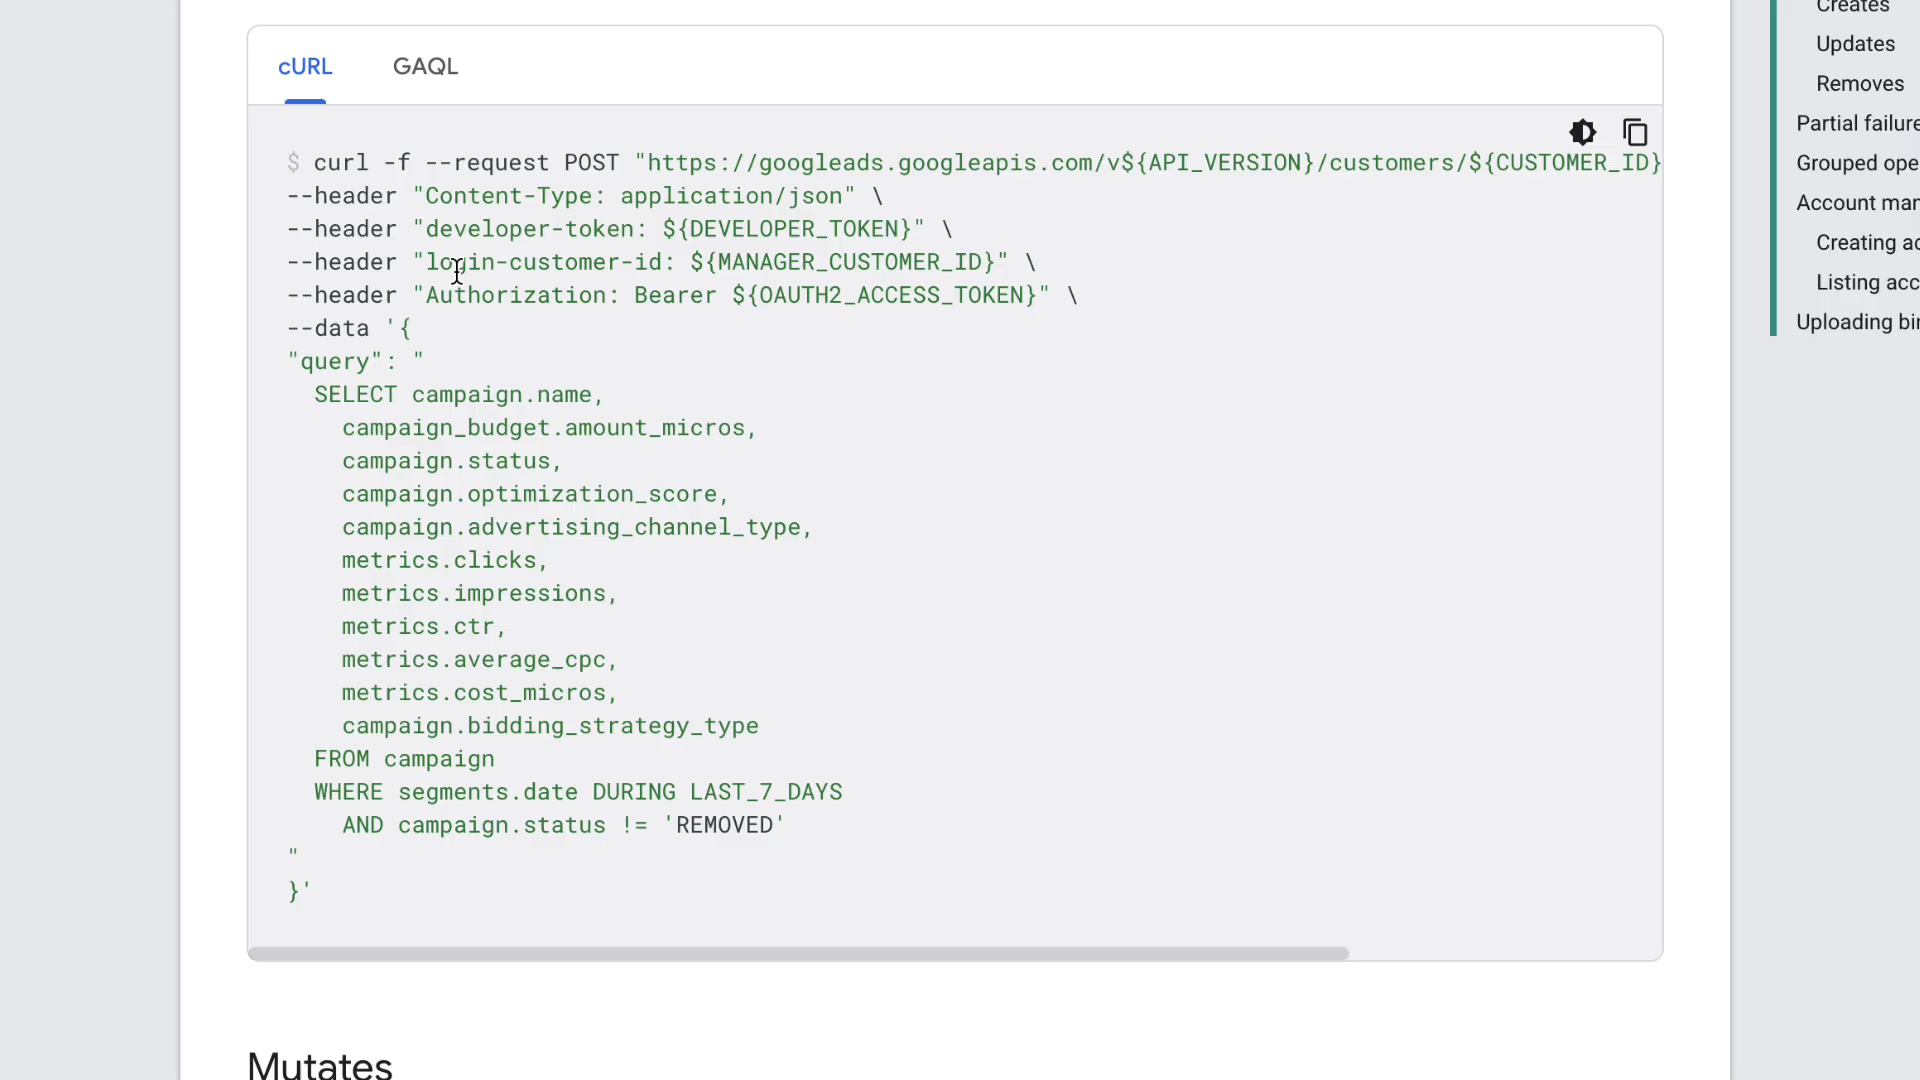 cURL GAQL
$ curl -f --request POST "https://googleads.googleapis.com/v${API_VERSION}/customers/${CUSTOMER_ID}
--header "Content-Type: application/json" \
--header "developer-token: ${DEVELOPER_TOKEN}" \
--header "login-customer-id: ${MANAGER_CUSTOMER_ID}" \
--header "Authorization: Bearer ${OAUTH2_ACCESS_TOKEN}" \
--data '{
"query": "
  SELECT campaign.name,
    campaign_budget.amount_micros,
    campaign.status,
    campaign.optimization_score,
    campaign.advertising_channel_type,
    metrics.clicks,
    metrics.impressions,
    metrics.ctr,
    metrics.average_cpc,
    metrics.cost_micros,
    campaign.bidding_strategy_type
  FROM campaign
  WHERE segments.date DURING LAST_7_DAYS
    AND campaign.status != 'REMOVED'
"
}'
Mutates
Creates
Updates
Removes
Partial failure
Grouped ope
Account man
Creating ac
Listing acc
Uploading bin